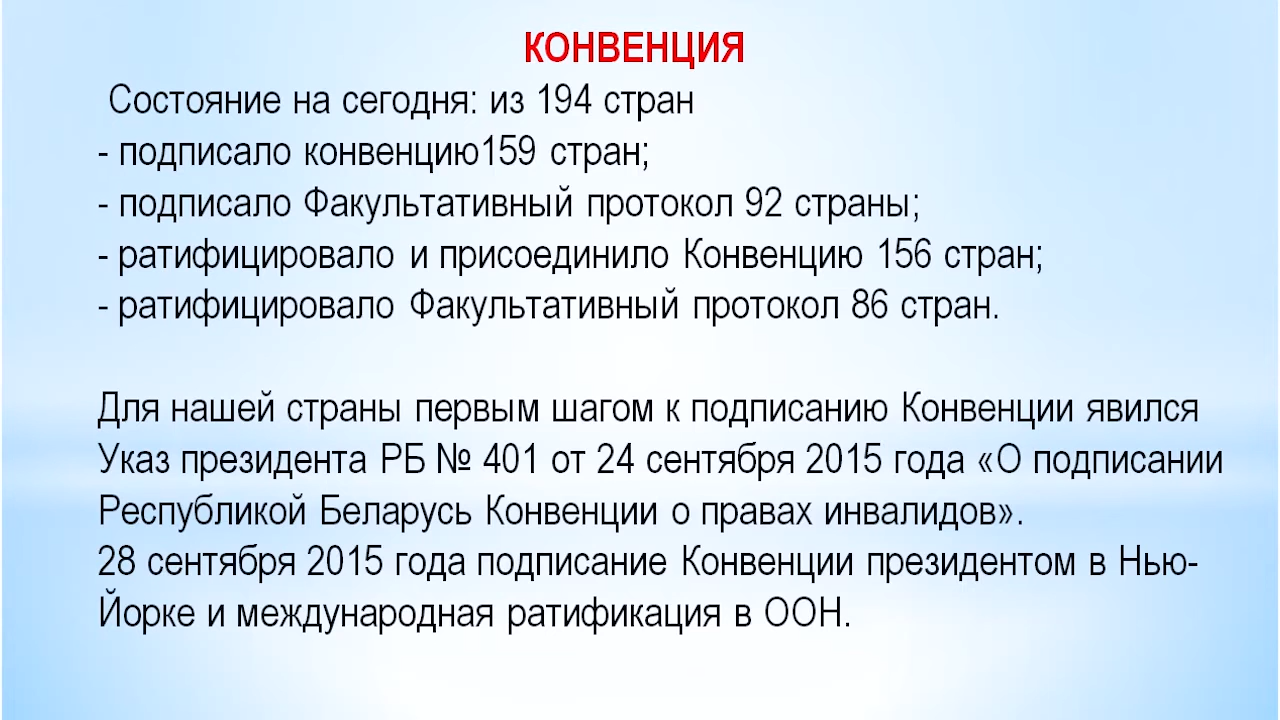 КОНВЕНЦИЯ
Состояние на сегодня: из 194 стран
- подписало конвенцию159 стран;
- подписало Факультативный протокол 92 страны;
- ратифицировало и присоединило Конвенцию 156 стран;
- ратифицировало Факультативный протокол 86 стран.
Для нашей страны первым шагом к подписанию Конвенции явился
Указ президента РБ № 401 от 24 сентября 2015 года «О подписании
Республикой Беларусь Конвенции о правах инвалидов».
28 сентября 2015 года подписание Конвенции президентом в Нью-
Йорке и международная ратификация в ООН.